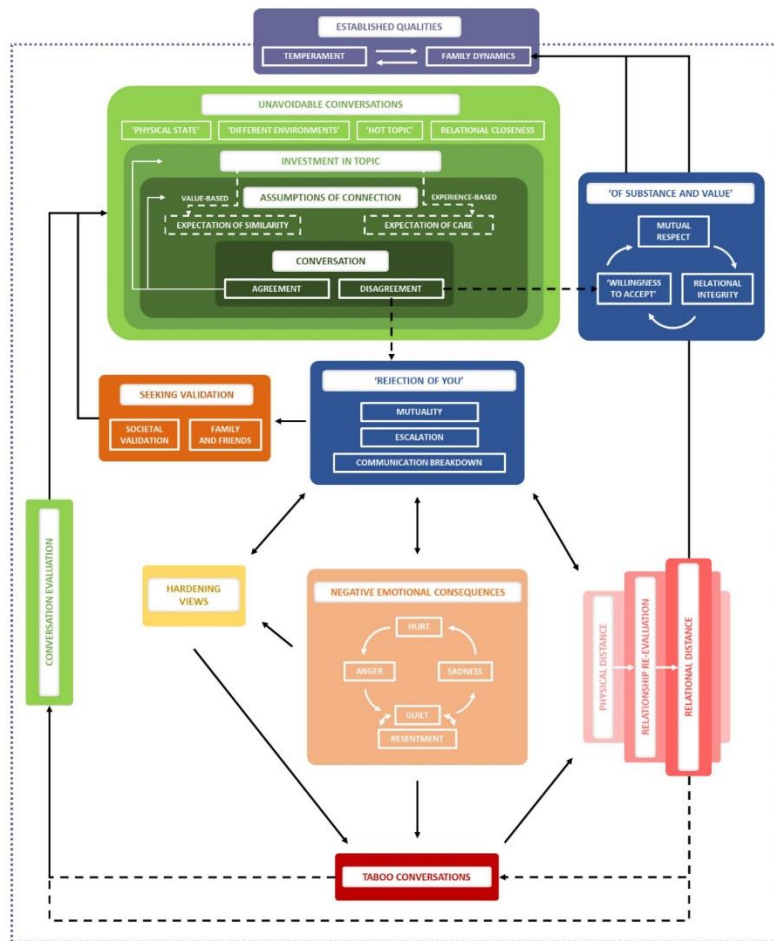 ESTABLISHED QUALITIES
TEMPERAMENT
FAMILY DYNAMICS
UNAVOIDABLE COINVERSATIONS
'PHYSICAL STATE'
'DIFFERENT ENVIRONMENTS'
'HOT TOPIC'
RELATIONAL CLOSENESS
INVESTMENT IN TOPIC
ASSUMPTIONS OF CONNECTION
VALUE-BASED
EXPERIENCE-BASED
EXPECTATION OF SIMILARITY
EXPECTATION OF CARE
CONVERSATION
AGREEMENT
DISAGREEMENT
'OF SUBSTANCE AND VALUE'
MUTUAL
RESPECT
'WILLINGNESS
TO ACCEPT'
RELATIONAL
INTEGRITY
'REJECTION OF YOU'
MUTUALITY
ESCALATION
COMMUNICATION BREAKDOWN
SEEKING VALIDATION
SOCIETAL
VALIDATION
FAMILY
AND FRIENDS
CONVERSATION EVALUATION
HARDENING
VIEWS
NEGATIVE EMOTIONAL CONSEQUENCES
HURT
ANGER
SADNESS
GUILT
RESENTMENT
PHYSICAL DISTANCE
RELATIONSHIP RE-EVALUATION
RELATIONAL DISTANCE
TABOO CONVERSATIONS